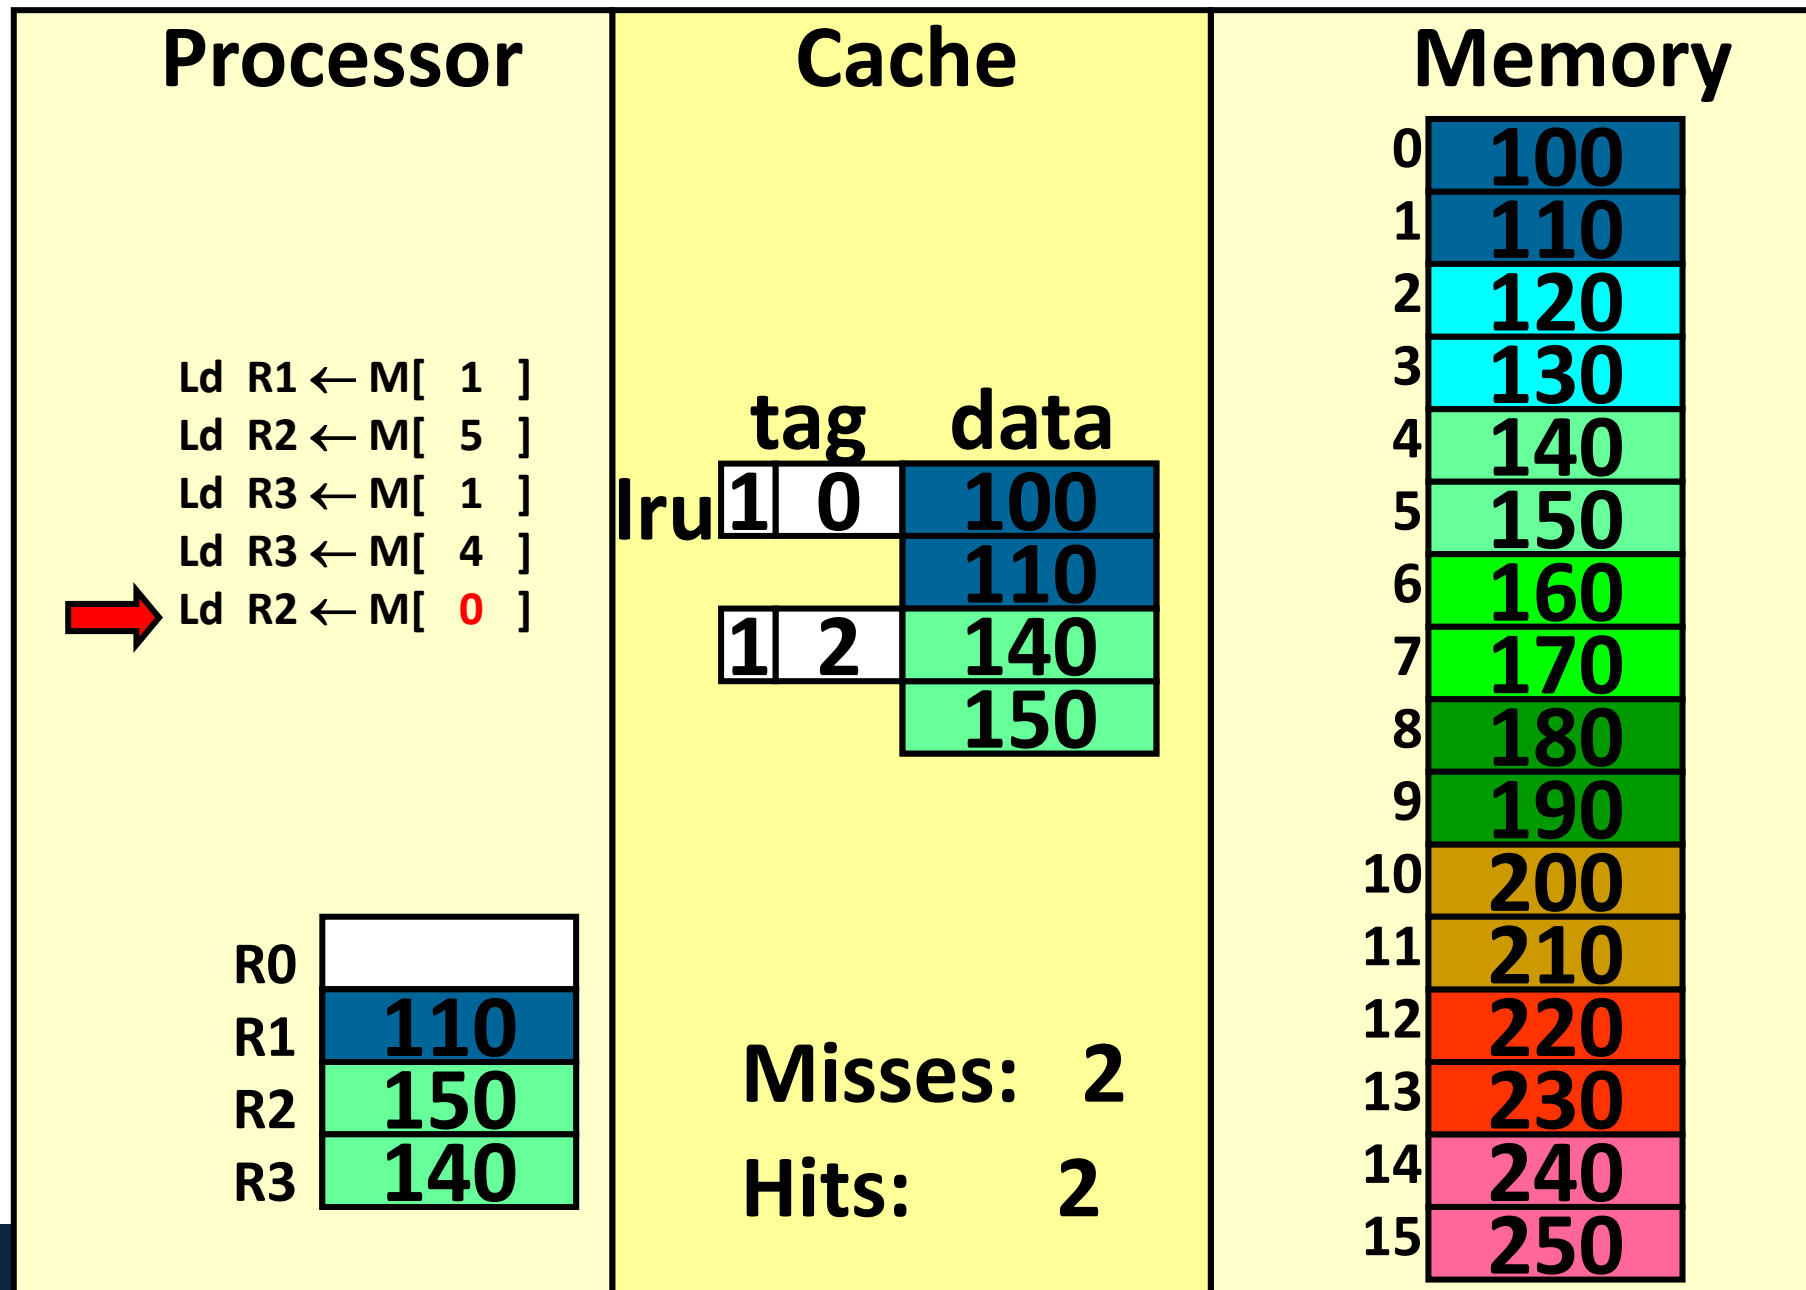 Processor
Ld R1 ← M[ 1 ]
Ld R2 ← M[ 5 ]
Ld R3 ← M[ 1 ]
Ld R3 ← M[ 4 ]
Ld R2 ← M[ 0 ]
R0
R1 110
R2 150
R3 140
Cache
tag data
lru 1 0 100
110
1 2 140
150
Misses: 2
Hits: 2
Memory
0 100
1 110
2 120
3 130
4 140
5 150
6 160
7 170
8 180
9 190
10 200
11 210
12 220
13 230
14 240
15 250